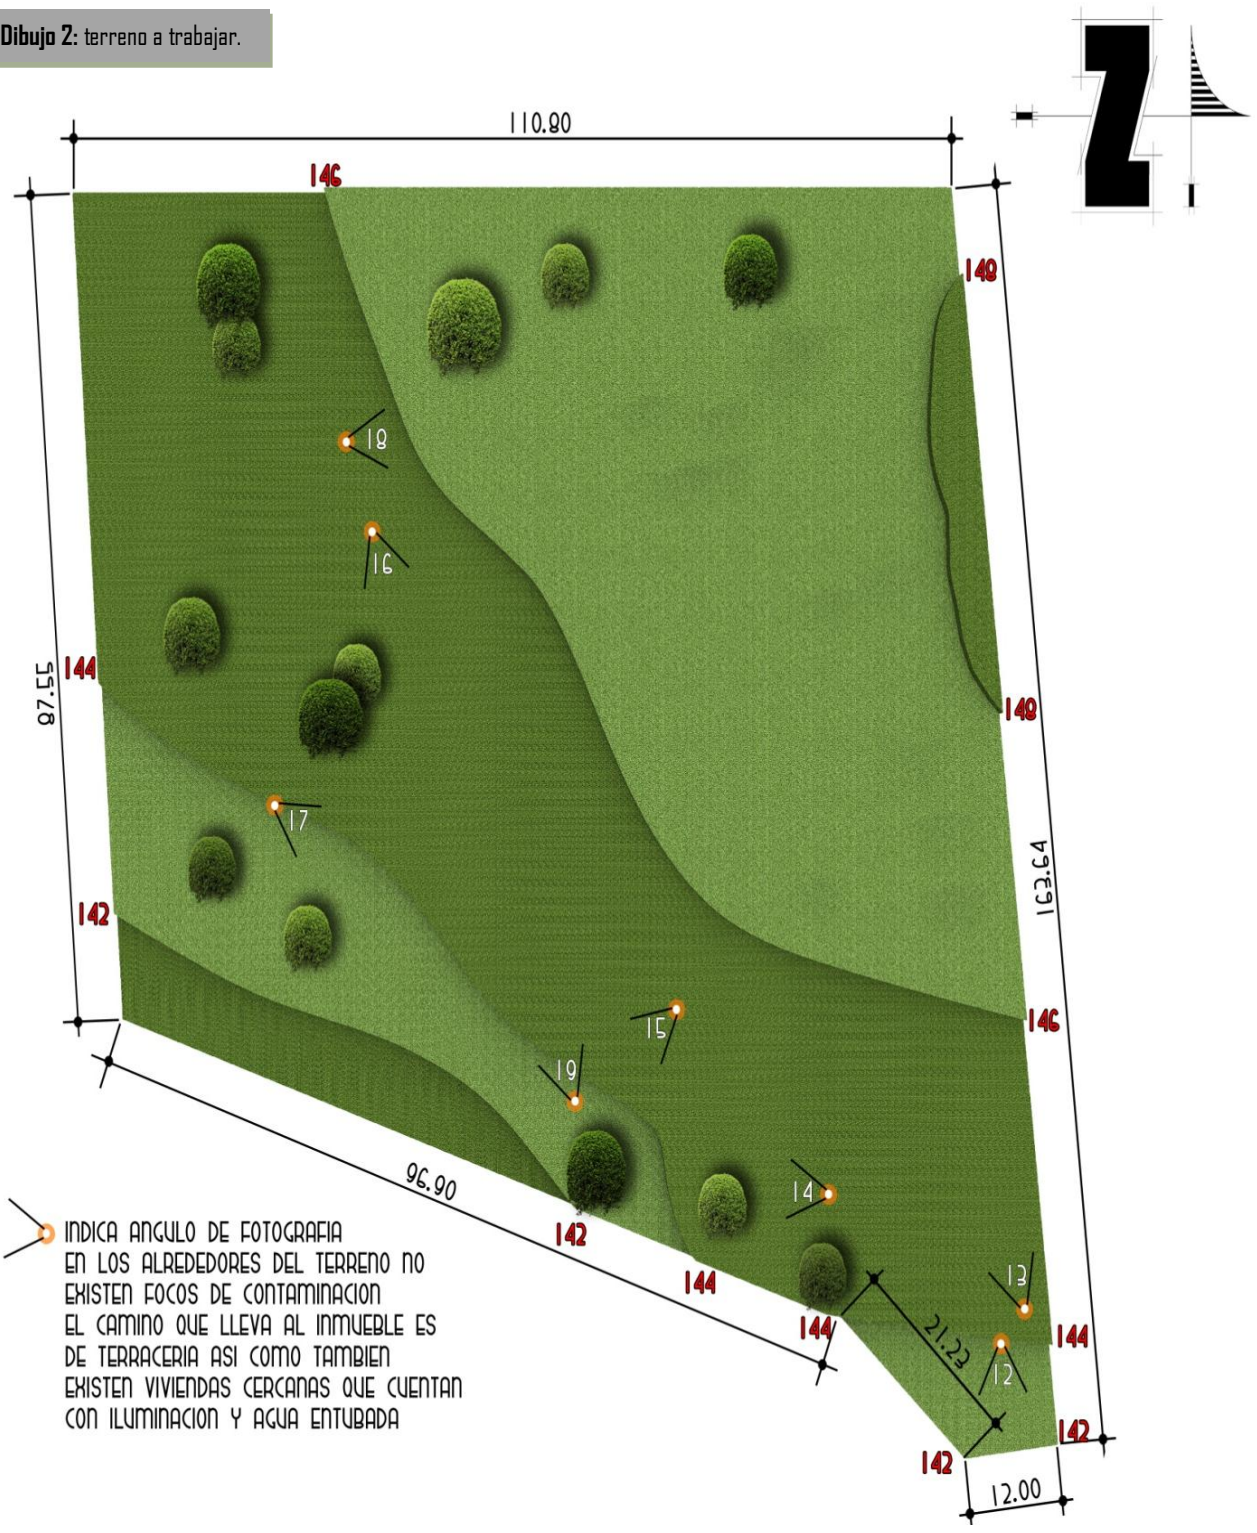 Dibujo 2: terreno a trabajar.
Z
110.80
146
148
18
16
144
148
163.64
17
142
15
146
19
96.90
14
142
144
13
144
21.23
144
12
142
142
12.00
INDICA ANGULO DE FOTOGRAFIA
EN LOS ALREDEDORES DEL TERRENO NO
EXISTEN FOCOS DE CONTAMINACION
EL CAMINO QUE LLEVA AL INMUEBLE ES
DE TERRACERIA ASI COMO TAMBIEN
EXISTEN VIVIENDAS CERCANAS QUE CUENTAN
CON ILUMINACION Y AGUA ENTUBADA